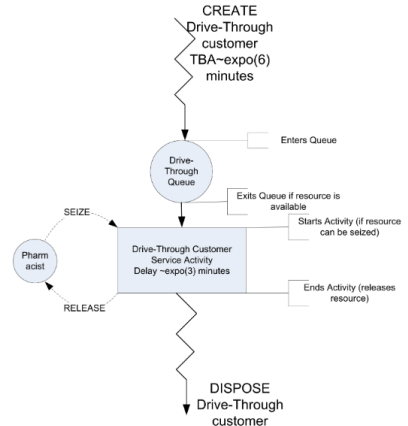 CREATE
Drive-Through
customer
TBA~expo(6)
minutes
Enters Queue
Drive-
Through
Queue
Exits Queue if resource is
available
SEIZE
Starts Activity (if resource
can be seized)
Pharm
acist
Drive-Through Customer
Service Activity
Delay ~expo(3) minutes
Ends Activity (releases
resource)
RELEASE
DISPOSE
Drive-Through
customer